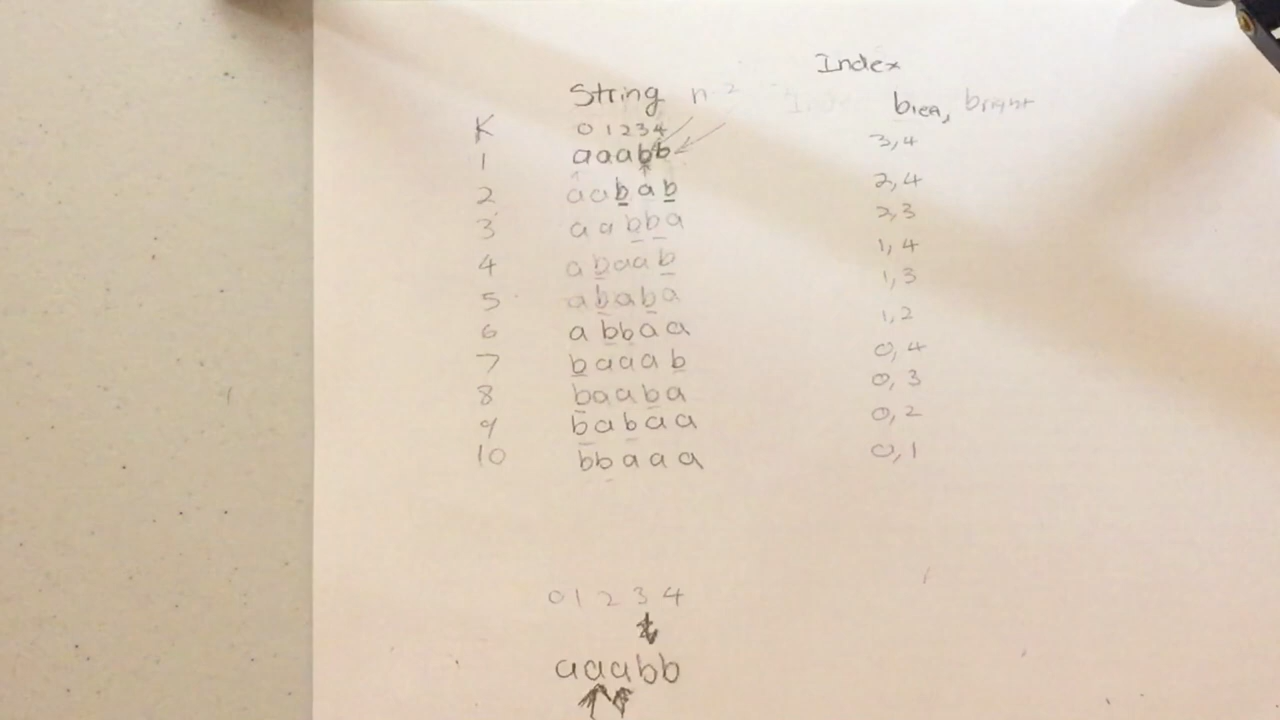 Index
String n-2 bleft, bright
K 0 1 2 3 4
1 aaabb 3,4
2 aabab 2,4
3 aabba 2,3
4 abaab 1,4
5 ababa 1,3
6 abbaa 1,2
7 baaab 0,4
8 baaba 0,3
9 babaa 0,2
10 bbaaa 0,1
0 1 2 3 4
aaabb